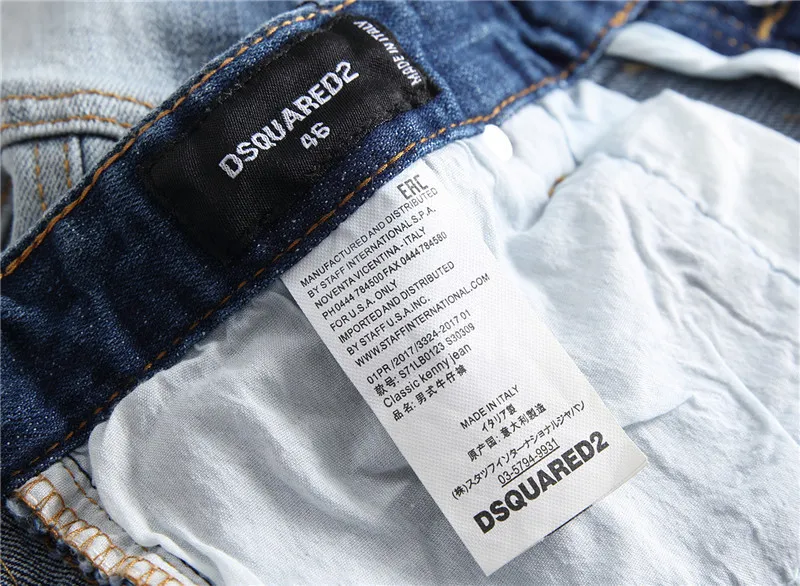 DSQUARED2
46
MADE IN ITALY
ERC
MANUFACTURED AND DISTRIBUTED
BY STAFF INTERNATIONAL S.P.A.
NOVENTA VICENTINA - ITALY
PH 0444 784500 FAX 0444 784580
FOR U.S.A. ONLY
IMPORTED AND DISTRIBUTED
BY STAFF U.S.A. INC.
WWW.STAFFINTERNATIONAL.COM
01PR / 2017 / 3324-2017 01
款号: S71LB0123 S30309
Classic kenny jean
品名: 男式牛仔裤
MADE IN ITALY
イタリア製
原产国: 意大利製造
(株)スタッフインターナショナルジャパン
03-5794-9931
DSQUARED2